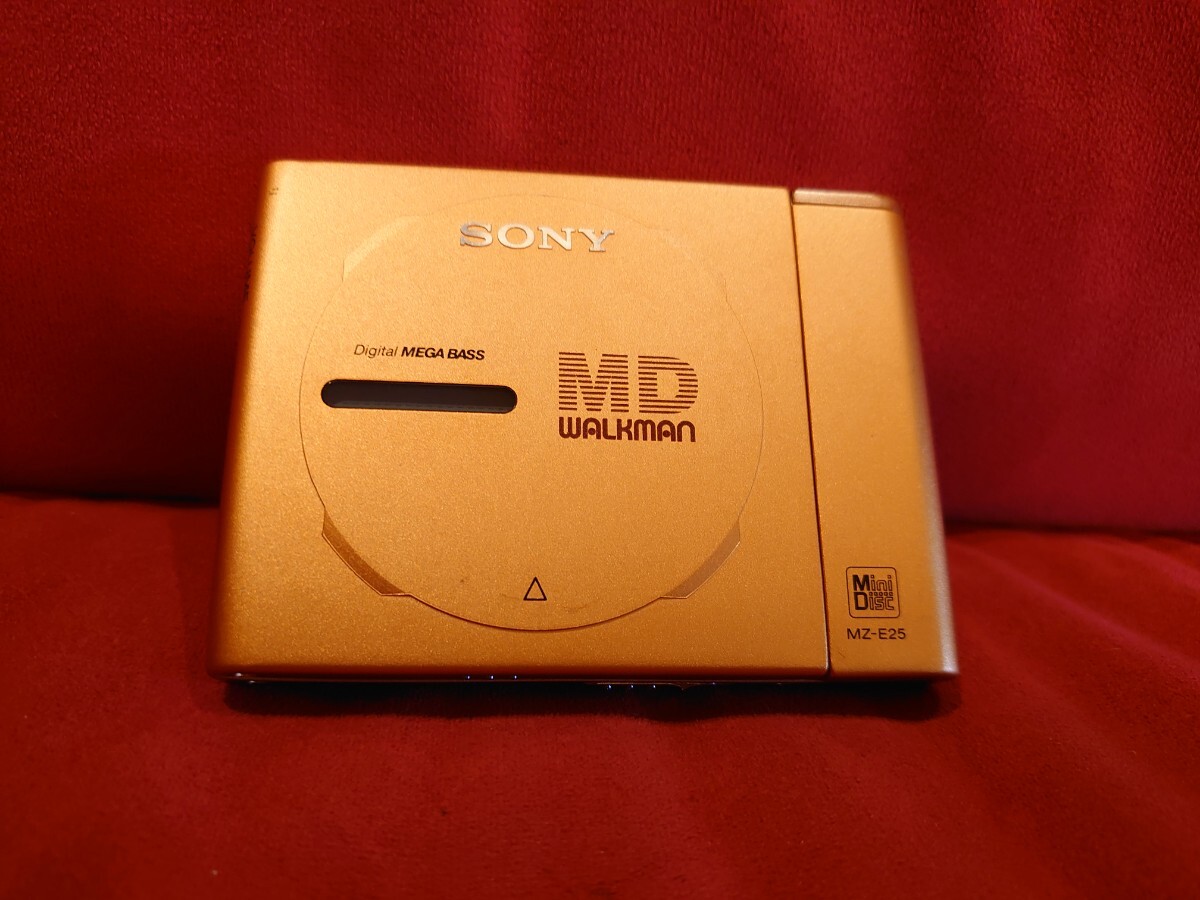 SONY
Digital MEGA BASS
MD
WALKMAN
Mini
Disc
MZ-E25